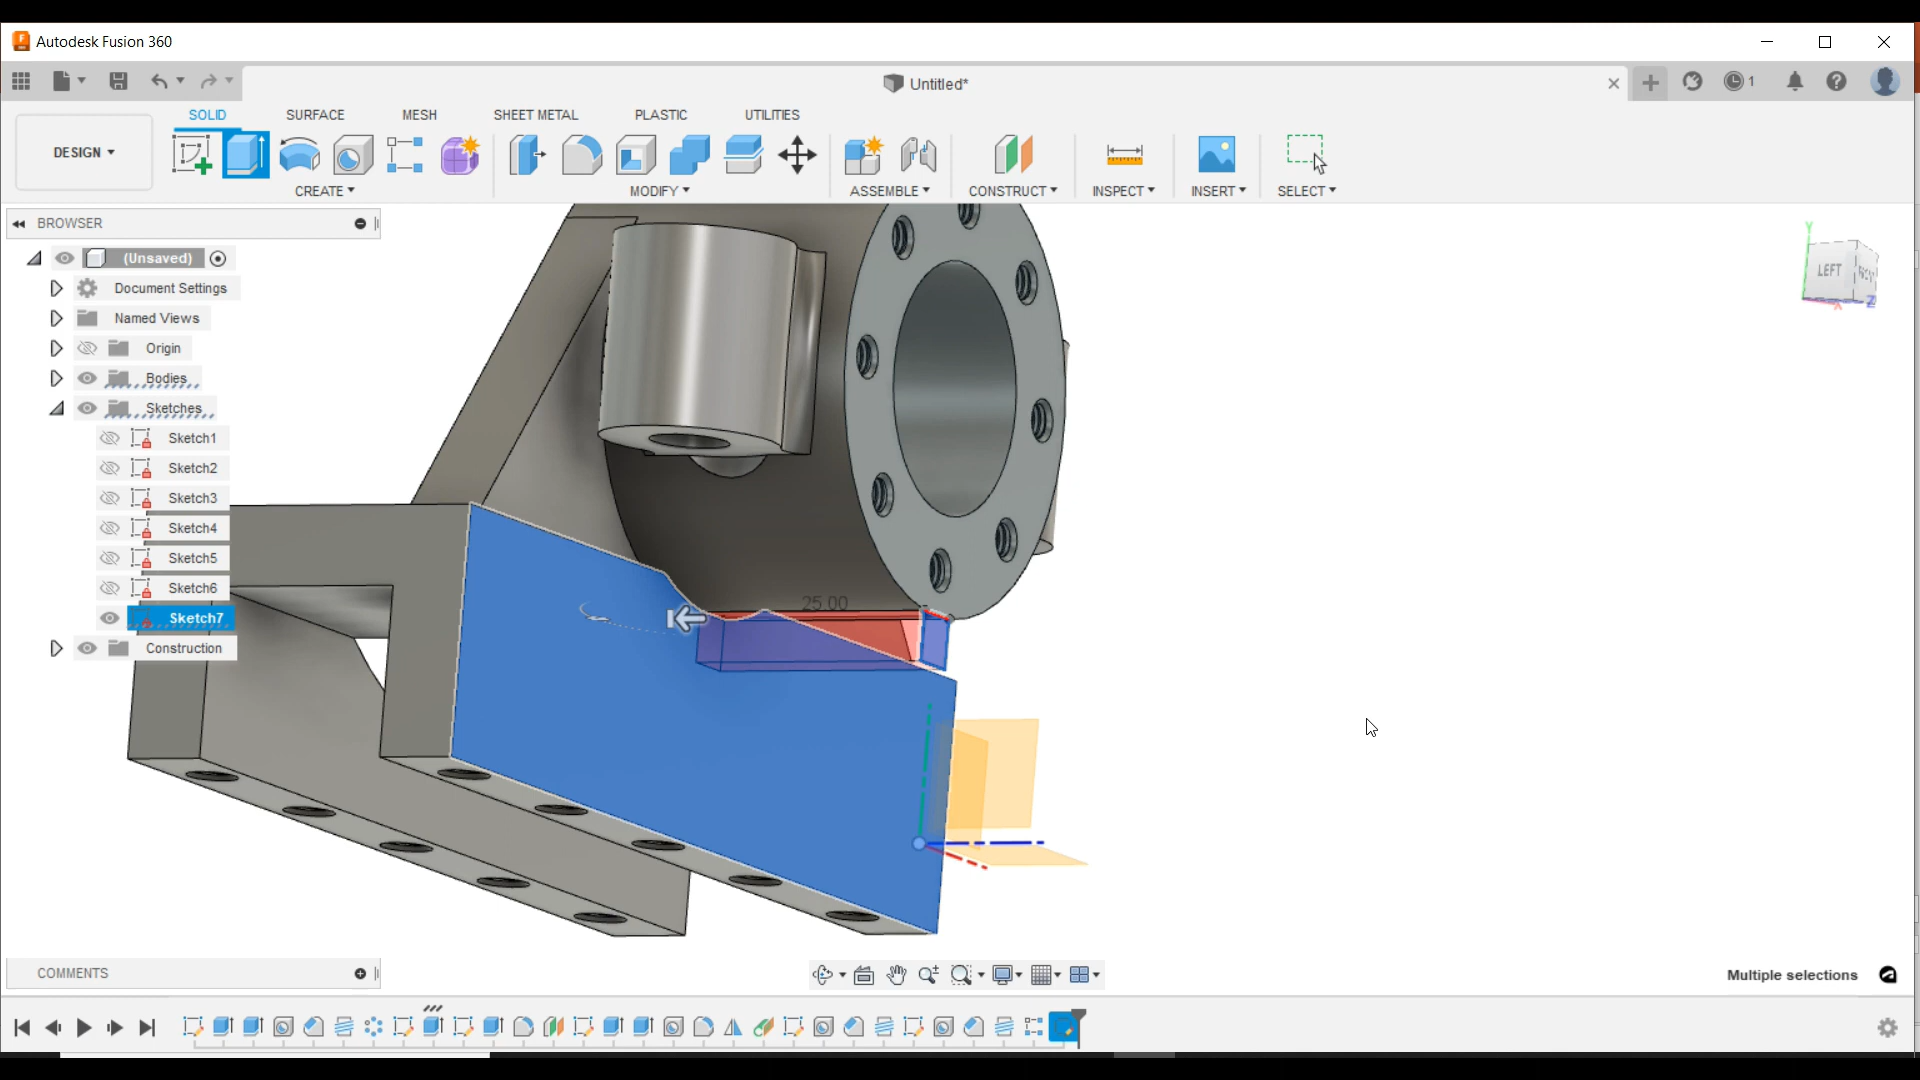 Autodesk Fusion 360
Untitled*
1
SOLID SURFACE MESH SHEET METAL PLASTIC UTILITIES
DESIGN
CREATE MODIFY ASSEMBLE CONSTRUCT INSPECT INSERT SELECT
BROWSER
(Unsaved)
Document Settings
Named Views
Origin
Bodies
Sketches
Sketch1
Sketch2
Sketch3
Sketch4
Sketch5
Sketch6
Sketch7
Construction
25.00
Y
LEFT
FRONT
X
Z
COMMENTS
Multiple selections